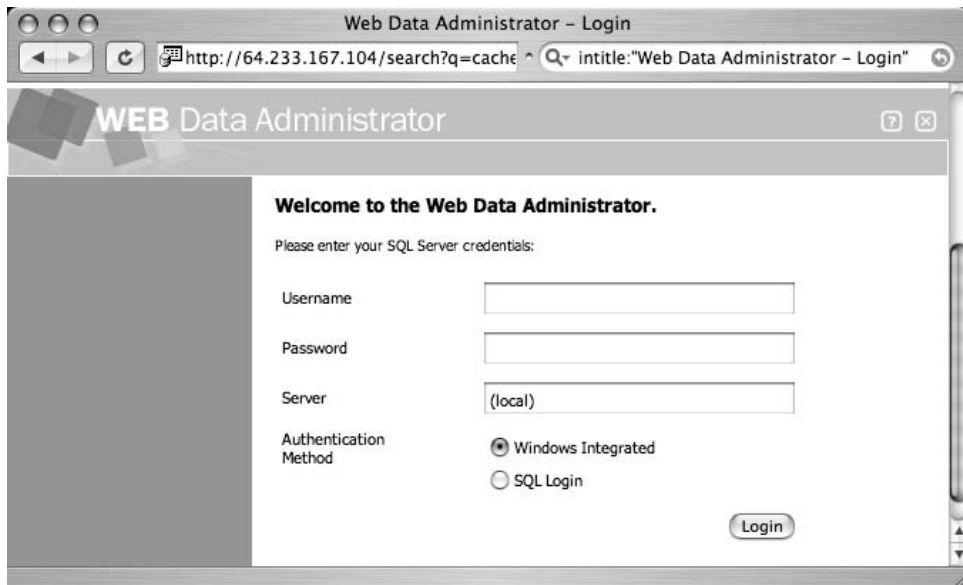 Web Data Administrator – Login
http://64.233.167.104/search?q=cache
intitle:"Web Data Administrator – Login"
WEB Data Administrator
Welcome to the Web Data Administrator.
Please enter your SQL Server credentials:
Username
Password
Server
(local)
Authentication
Method
Windows Integrated
SQL Login
Login